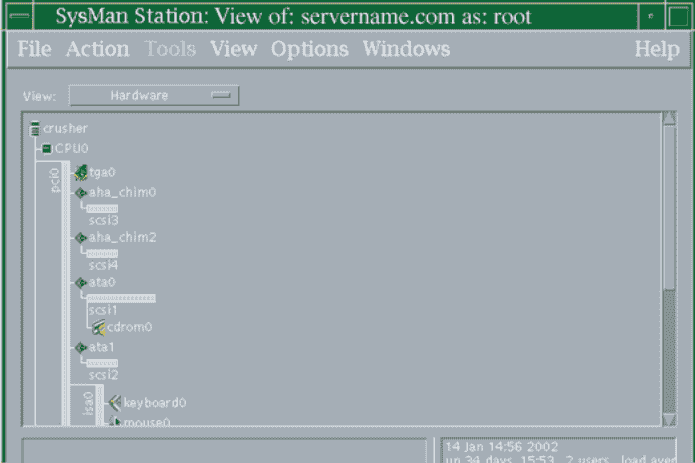 SysMan Station: View of: servername.com as: root
File Action Tools View Options Windows Help
View: Hardware
crusher
CPU0
pci0
tga0
aha_chim0
scsi3
aha_chim2
scsi4
ata0
scsi1
cdrom0
ata1
scsi2
isa0
keyboard0
mouse0
14 Jan 14:56 2002
up 34 days, 15:53, 2 users, load aver